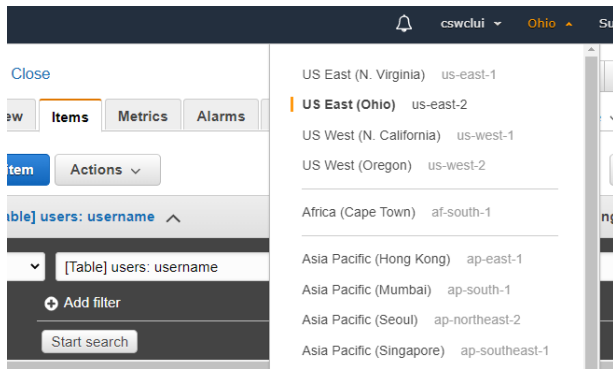 cswclui Ohio Su
Close
ew Items Metrics Alarms
item Actions
able] users: username
[Table] users: username
Add filter
Start search
US East (N. Virginia) us-east-1
US East (Ohio) us-east-2
US West (N. California) us-west-1
US West (Oregon) us-west-2
Africa (Cape Town) af-south-1
Asia Pacific (Hong Kong) ap-east-1
Asia Pacific (Mumbai) ap-south-1
Asia Pacific (Seoul) ap-northeast-2
Asia Pacific (Singapore) ap-southeast-1